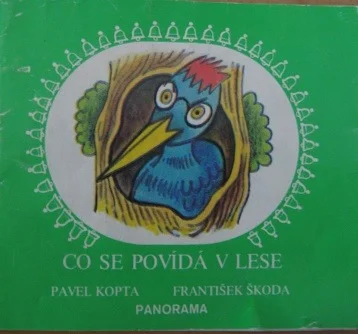 CO SE POVÍDÁ V LESE
PAVEL KOPTA FRANTIŠEK ŠKODA
PANORAMA